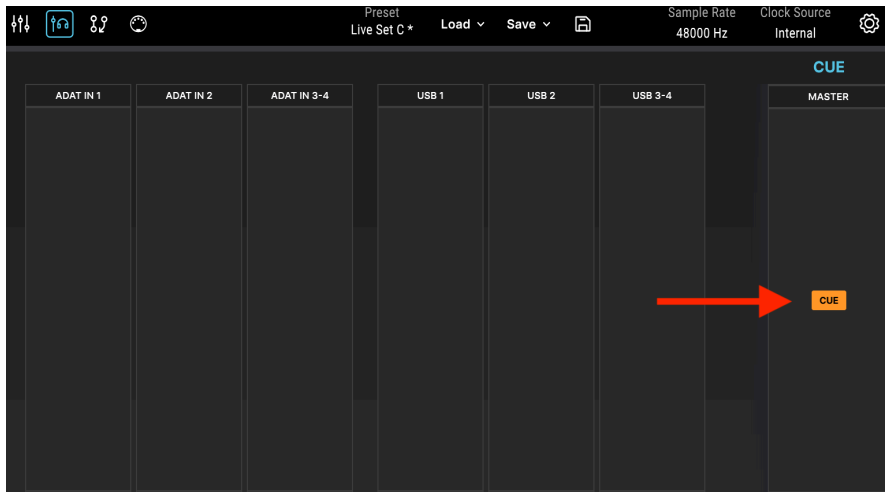 Preset
Live Set C *
Load
Save
Sample Rate
48000 Hz
Clock Source
Internal
CUE
ADAT IN 1
ADAT IN 2
ADAT IN 3-4
USB 1
USB 2
USB 3-4
MASTER
CUE